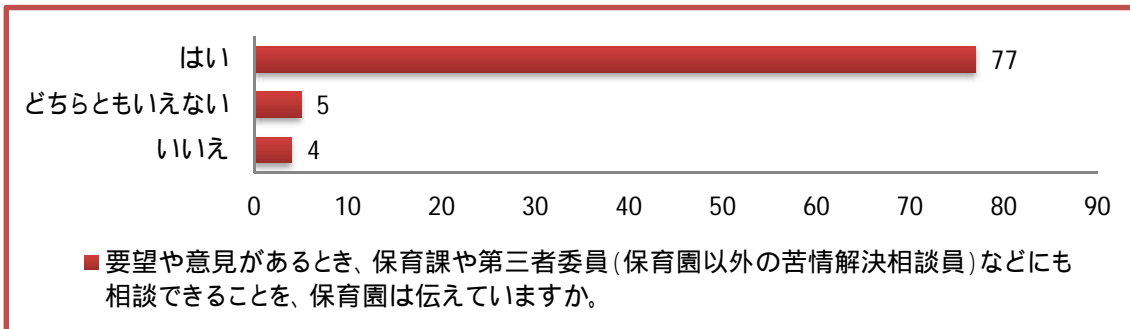 はい 77
どちらともいえない 5
いいえ 4
0 10 20 30 40 50 60 70 80 90
要望や意見があるとき、保育課や第三者委員(保育園以外の苦情解決相談員)などにも
相談できることを、保育園は伝えていますか。